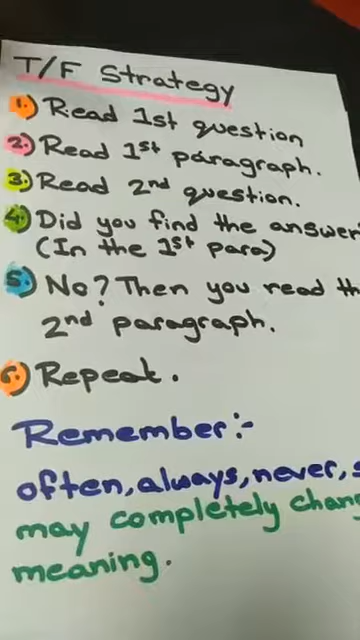 T/F Strategy
1.) Read 1st question
2.) Read 1st paragraph.
3.) Read 2nd question.
4.) Did you find the answer
(In the 1st para)
5.) No? Then you read
2nd paragraph.
6.) Repeat.
Remember:-
often, always, never,
may completely
meaning.